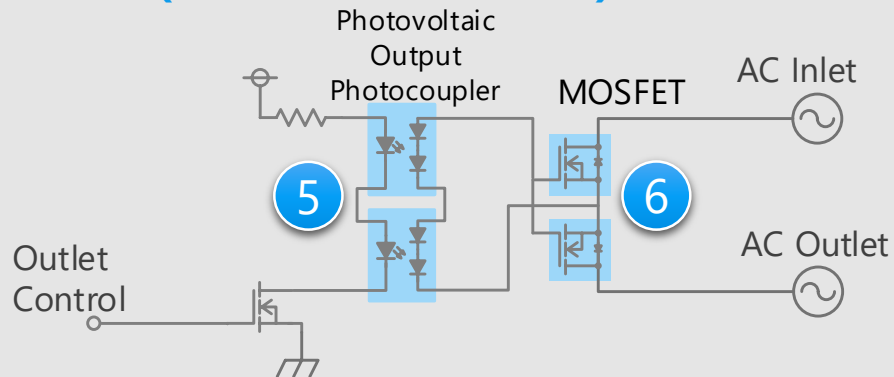 Photovoltaic
Output
Photocoupler
MOSFET
AC Inlet
5
6
AC Outlet
Outlet
Control